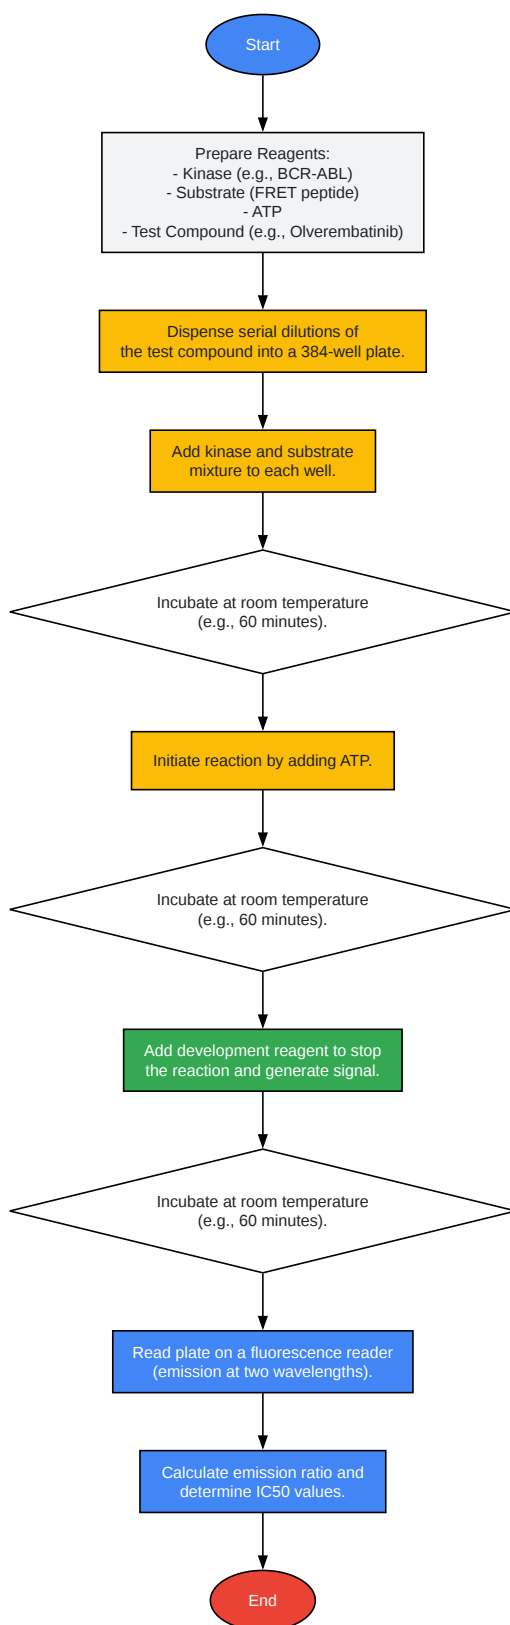 Start
Prepare Reagents:
- Kinase (e.g., BCR-ABL)
- Substrate (FRET peptide)
- ATP
- Test Compound (e.g., Olverembatinib)
Dispense serial dilutions of
the test compound into a 384-well plate.
Add kinase and substrate
mixture to each well.
Incubate at room temperature
(e.g., 60 minutes).
Initiate reaction by adding ATP.
Incubate at room temperature
(e.g., 60 minutes).
Add development reagent to stop
the reaction and generate signal.
Incubate at room temperature
(e.g., 60 minutes).
Read plate on a fluorescence reader
(emission at two wavelengths).
Calculate emission ratio and
determine IC50 values.
End